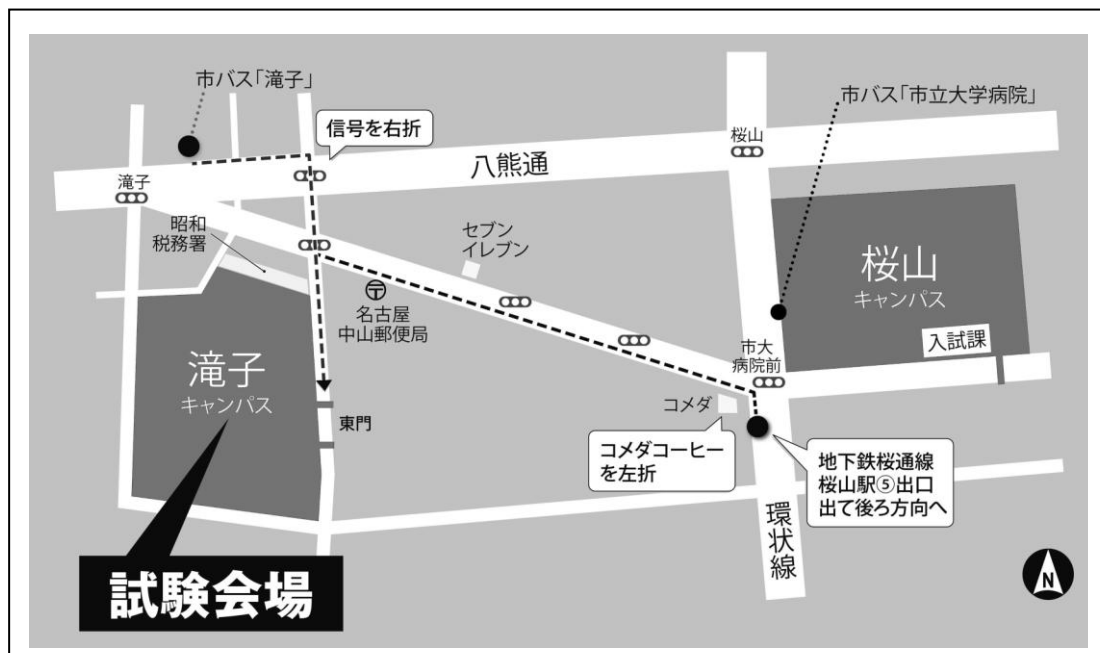 市バス「滝子」
市バス「市立大学病院」
信号を右折
桜山
八熊通
滝子
昭和
税務署
セブン
イレブン
桜山
キャンパス
名古屋
中山郵便局
市大
病院前
入試課
滝子
キャンパス
コメダ
東門
コメダコーヒー
を左折
地下鉄桜通線
桜山駅⑤出口
出て後ろ方向へ
環状線
試験会場
N